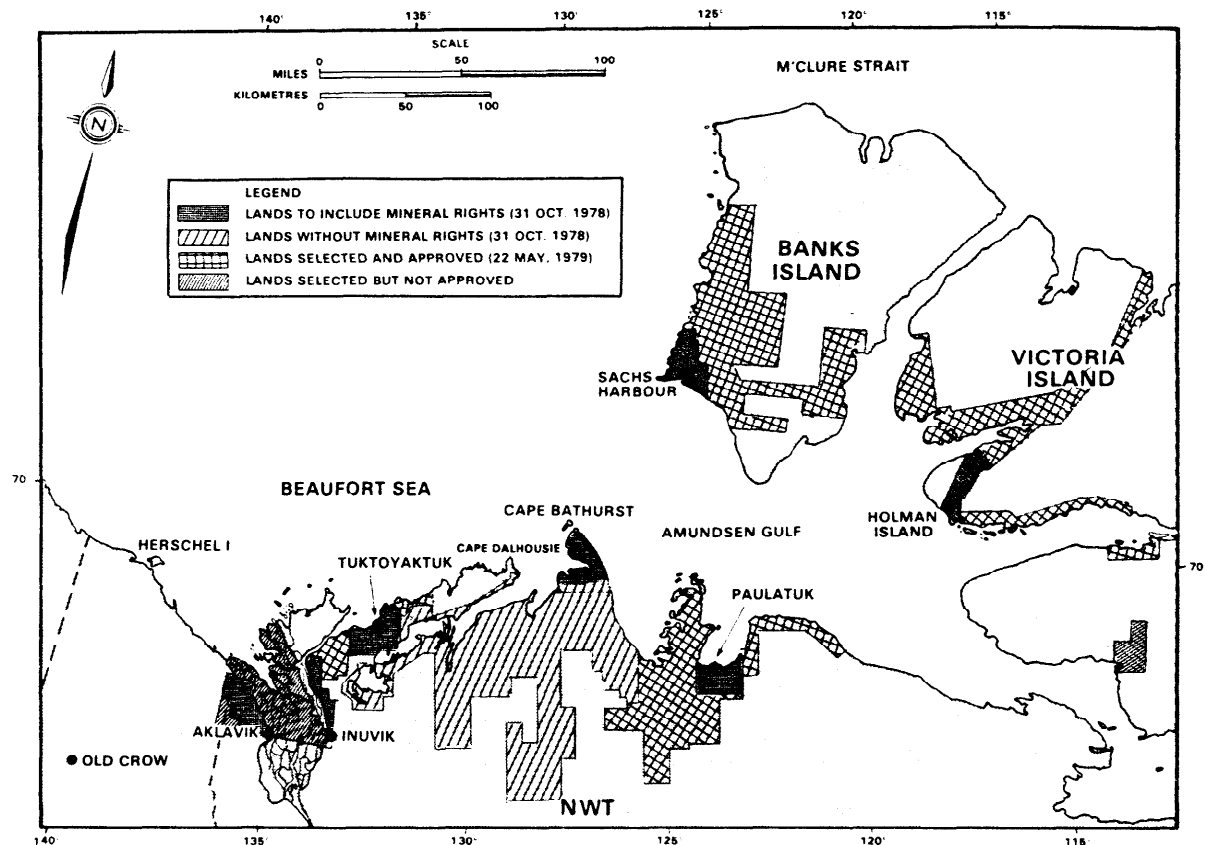 140'
135'
130'
125'
120'
115'
SCALE
MILES 0 50 100
KILOMETRES 0 50 100
M'CLURE STRAIT
N
LEGEND
LANDS TO INCLUDE MINERAL RIGHTS (31 OCT. 1978)
LANDS WITHOUT MINERAL RIGHTS (31 OCT. 1978)
LANDS SELECTED AND APPROVED (22 MAY, 1979)
LANDS SELECTED BUT NOT APPROVED
BANKS
ISLAND
VICTORIA
ISLAND
SACHS
HARBOUR
70
BEAUFORT SEA
CAPE BATHURST
HOLMAN
ISLAND
AMUNDSEN GULF
HERSCHEL I
CAPE DALHOUSIE
TUKTOYAKTUK
70
PAULATUK
AKLAVIK
INUVIK
OLD CROW
NWT
140'
135'
130'
125'
120'
115'